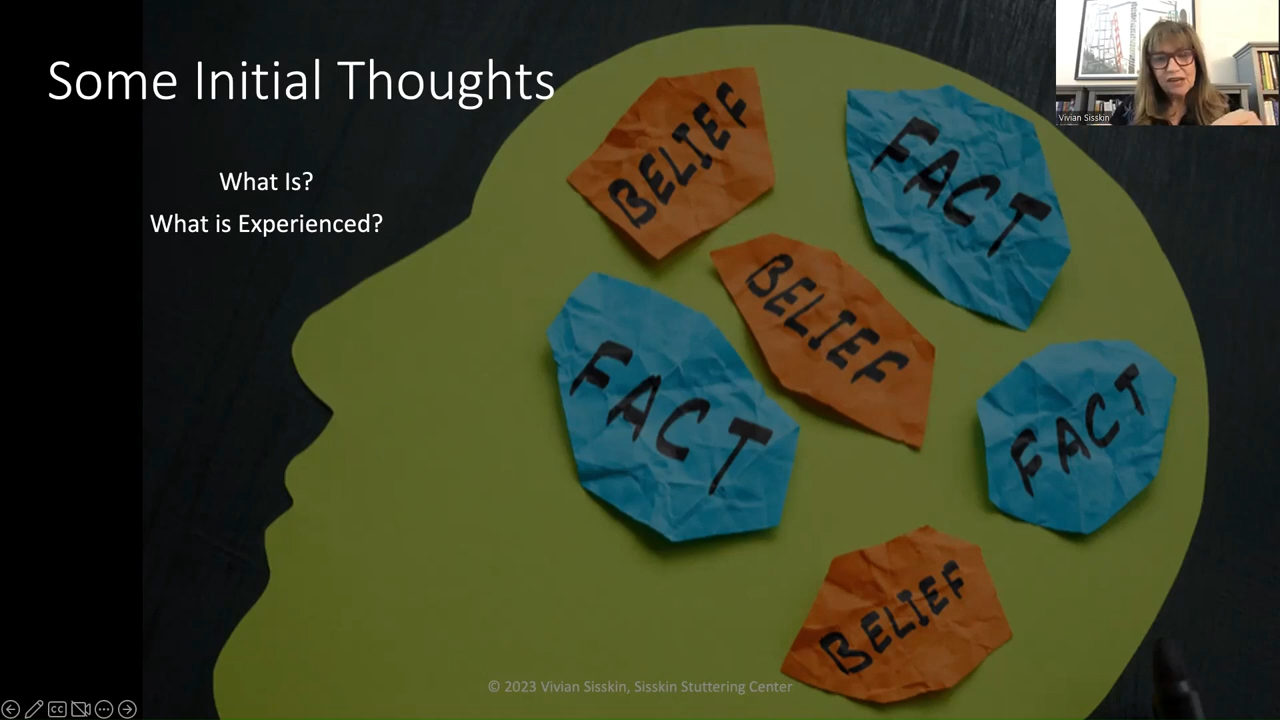 Some Initial Thoughts
What Is?
What is Experienced?
BELIEF
FACT
BELIEF
FACT
FACT
BELIEF
Vivian Sisskin
© 2023 Vivian Sisskin, Sisskin Stuttering Center
CC